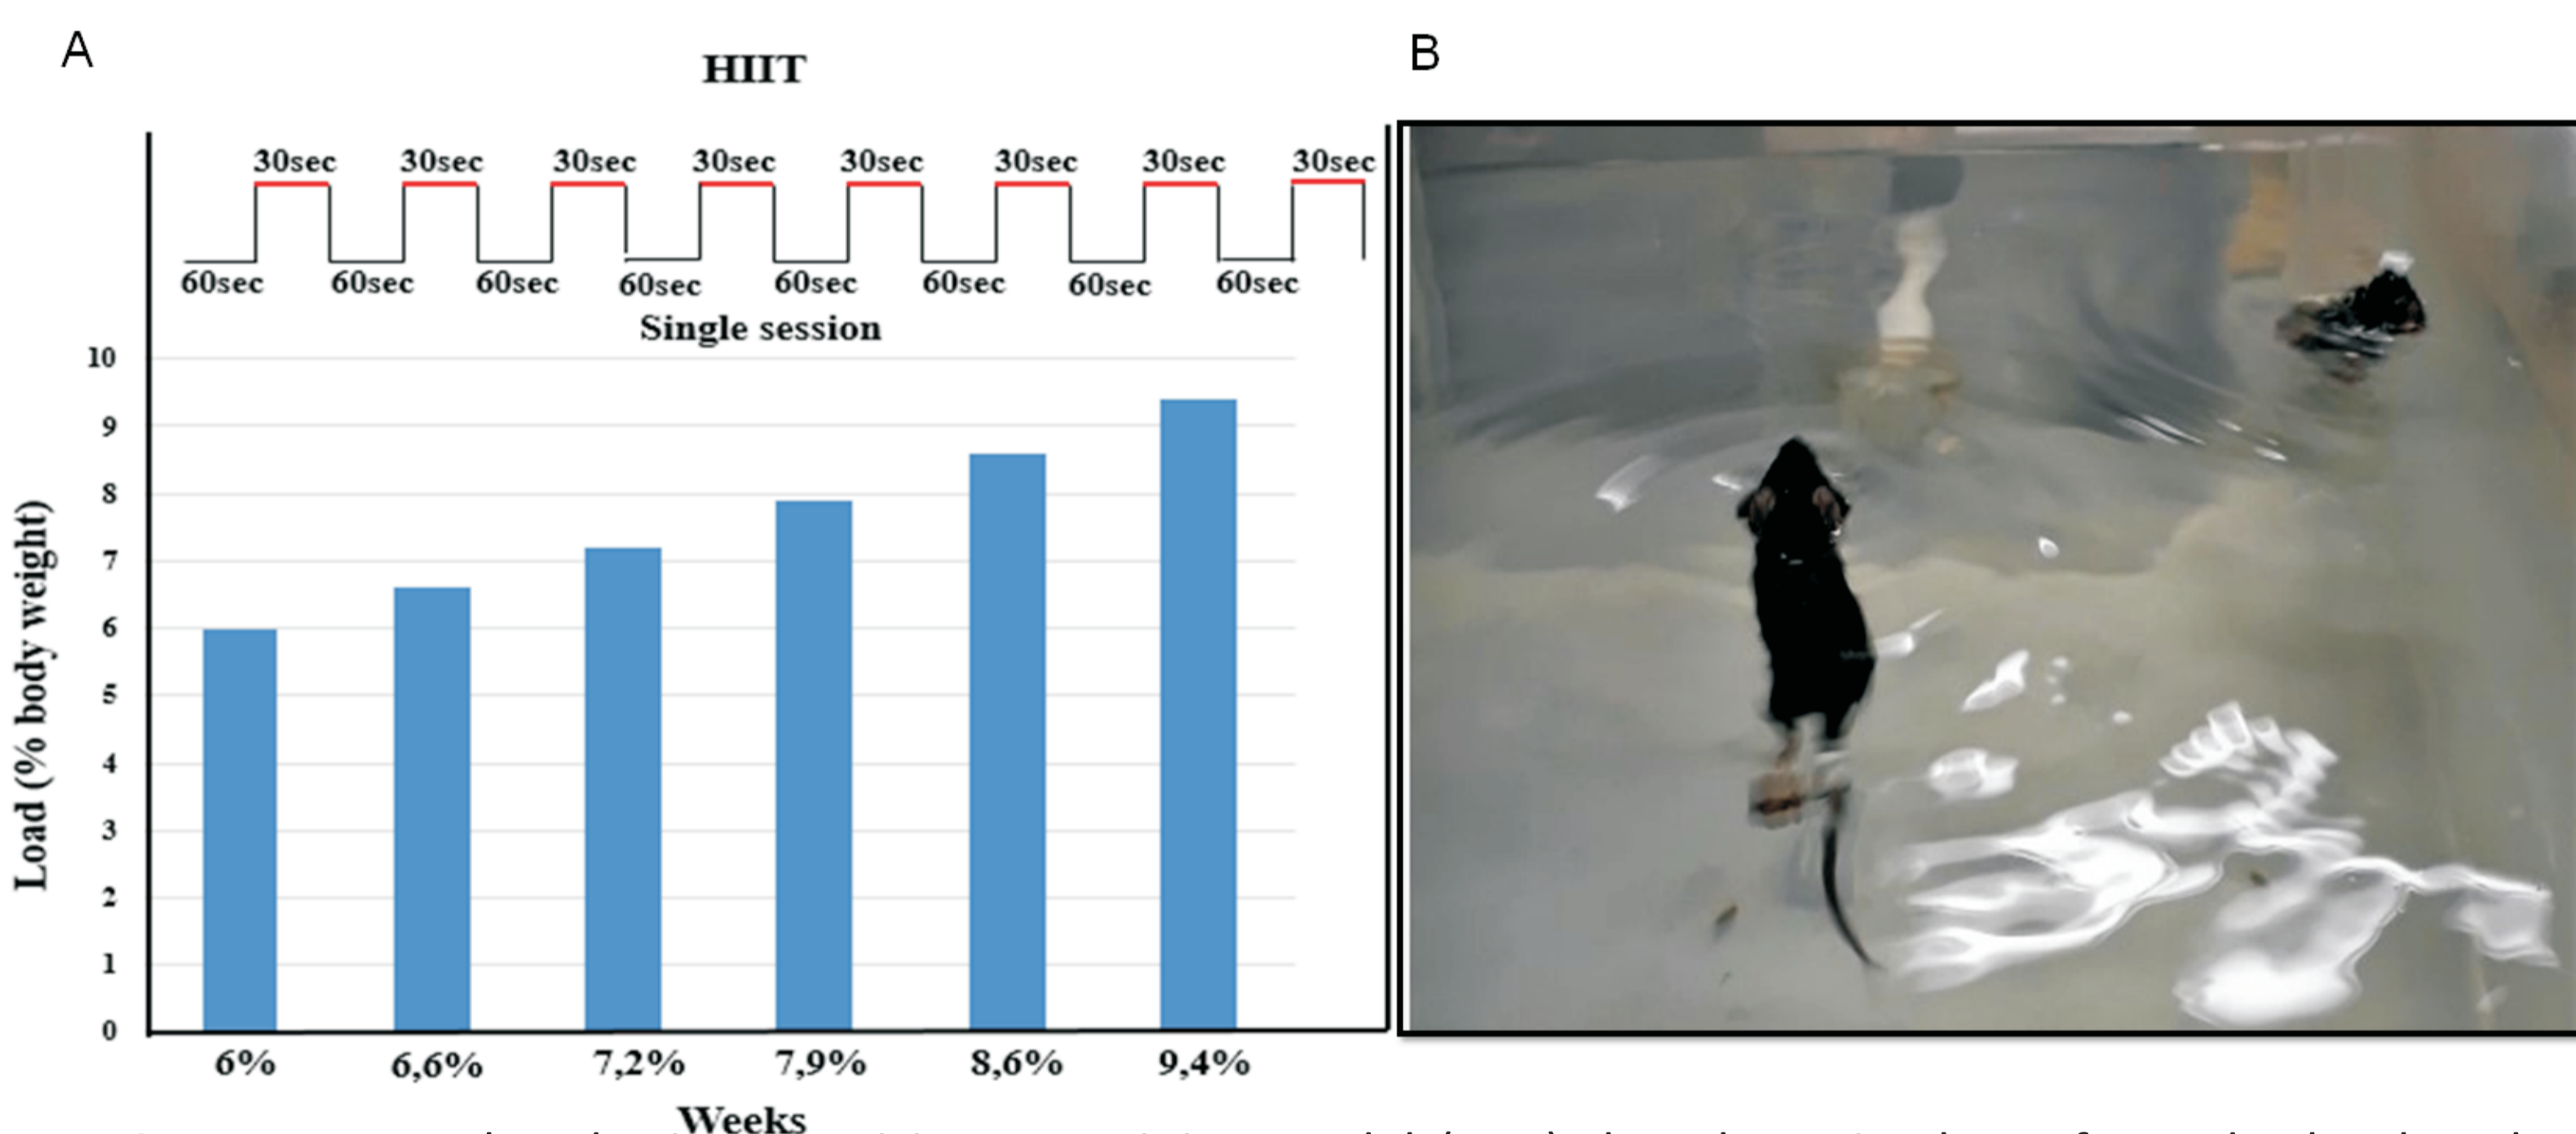 A
HIIT
30sec 30sec 30sec 30sec 30sec 30sec 30sec 30sec
60sec 60sec 60sec 60sec 60sec 60sec 60sec 60sec
Single session
10
9
8
7
6
5
4
3
2
1
0
Load (% body weight)
6% 6,6% 7,2% 7,9% 8,6% 9,4%
Weeks
B